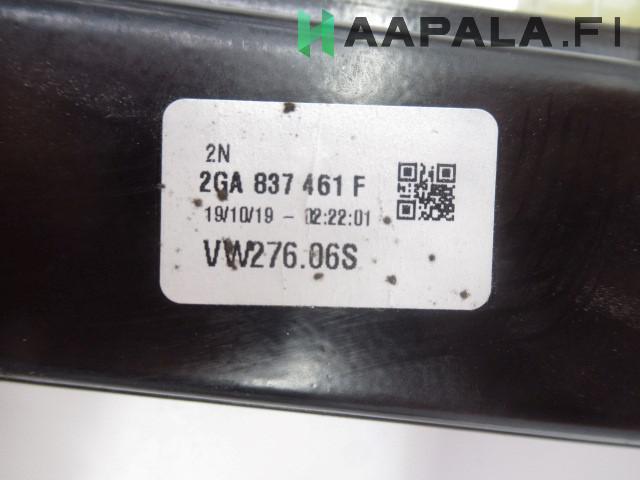 HAAPALA.FI
2N
2GA 837 461 F
19/10/19 - 02:22:01
VW276.06S